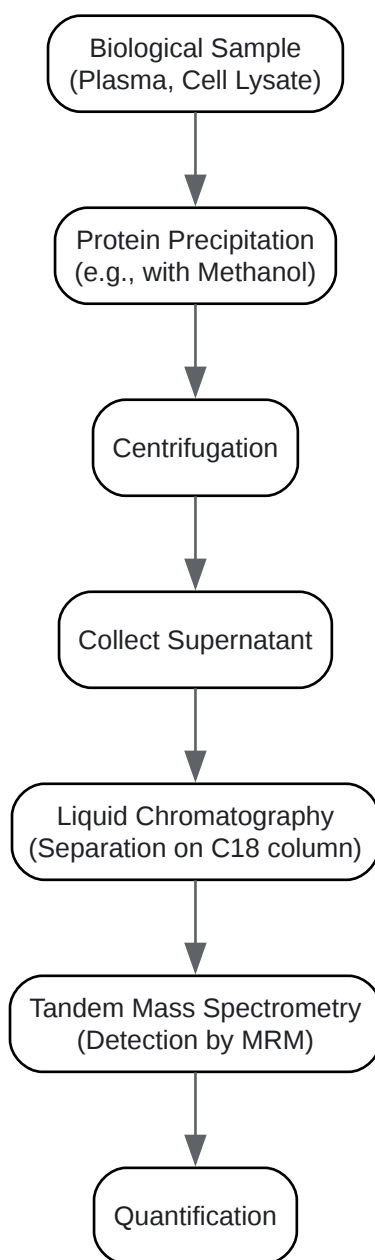 Biological Sample
(Plasma, Cell Lysate)
Protein Precipitation
(e.g., with Methanol)
Centrifugation
Collect Supernatant
Liquid Chromatography
(Separation on C18 column)
Tandem Mass Spectrometry
(Detection by MRM)
Quantification